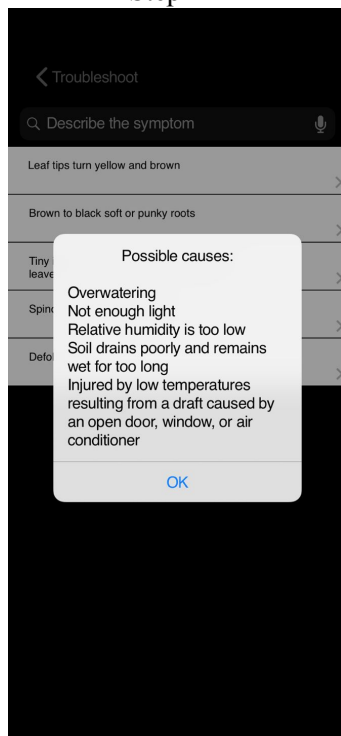 Troubleshoot
Describe the symptom
Leaf tips turn yellow and brown
Brown to black soft or punky roots
Tiny
leave
Possible causes:
Overwatering
Not enough light
Relative humidity is too low
Soil drains poorly and remains
wet for too long
Injured by low temperatures
resulting from a draft caused by
an open door, window, or air
conditioner
OK